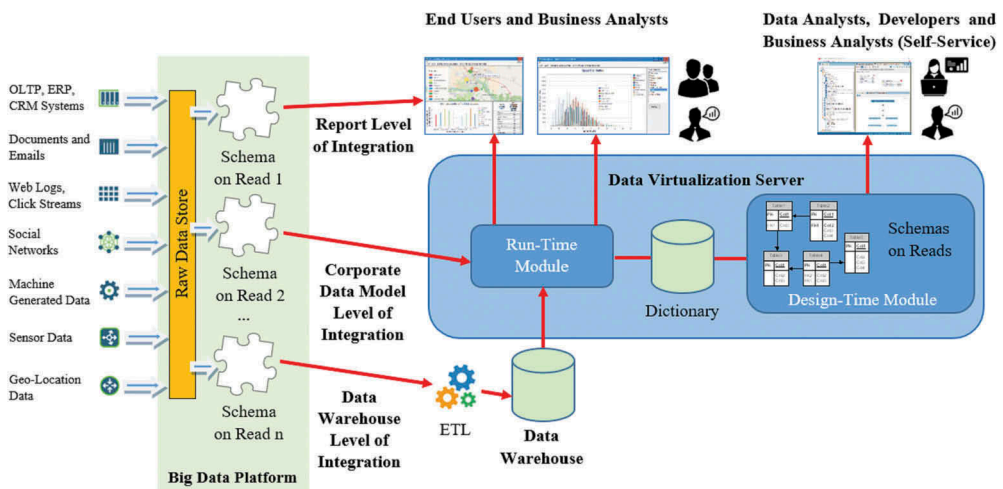 End Users and Business Analysts
Data Analysts, Developers and
Business Analysts (Self-Service)
OLTP, ERP,
CRM Systems
Documents and
Emails
Web Logs,
Click Streams
Social
Networks
Machine
Generated Data
Sensor Data
Geo-Location
Data
Raw Data Store
Schema
on Read 1
Schema
on Read 2
...
Schema
on Read n
Big Data Platform
Report Level
of Integration
Corporate
Data Model
Level of
Integration
Data
Warehouse
Level of
Integration
ETL
Data
Warehouse
Data Virtualization Server
Run-Time
Module
Dictionary
Schemas
on Reads
Design-Time Module